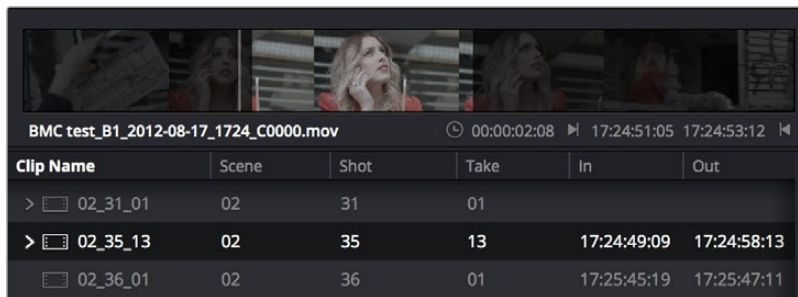 BMC test_B1_2012-08-17_1724_C0000.mov 00:00:02:08 17:24:51:05 17:24:53:12
Clip Name Scene Shot Take In Out
> 02_31_01 02 31 01
> 02_35_13 02 35 13 17:24:49:09 17:24:58:13
02_36_01 02 36 01 17:25:45:19 17:25:47:11